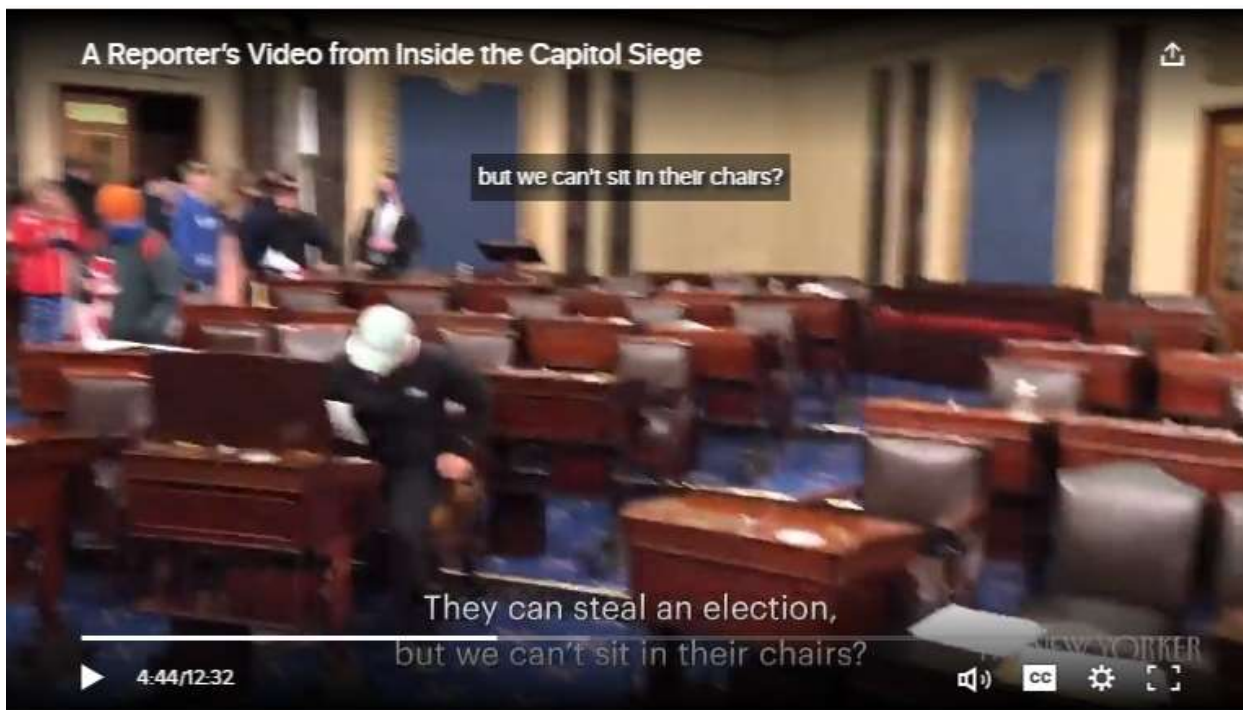 A Reporter's Video from Inside the Capitol Siege
but we can't sit in their chairs?
They can steal an election,
but we can't sit in their chairs?
NEW YORKER
4:44/12:32
CC